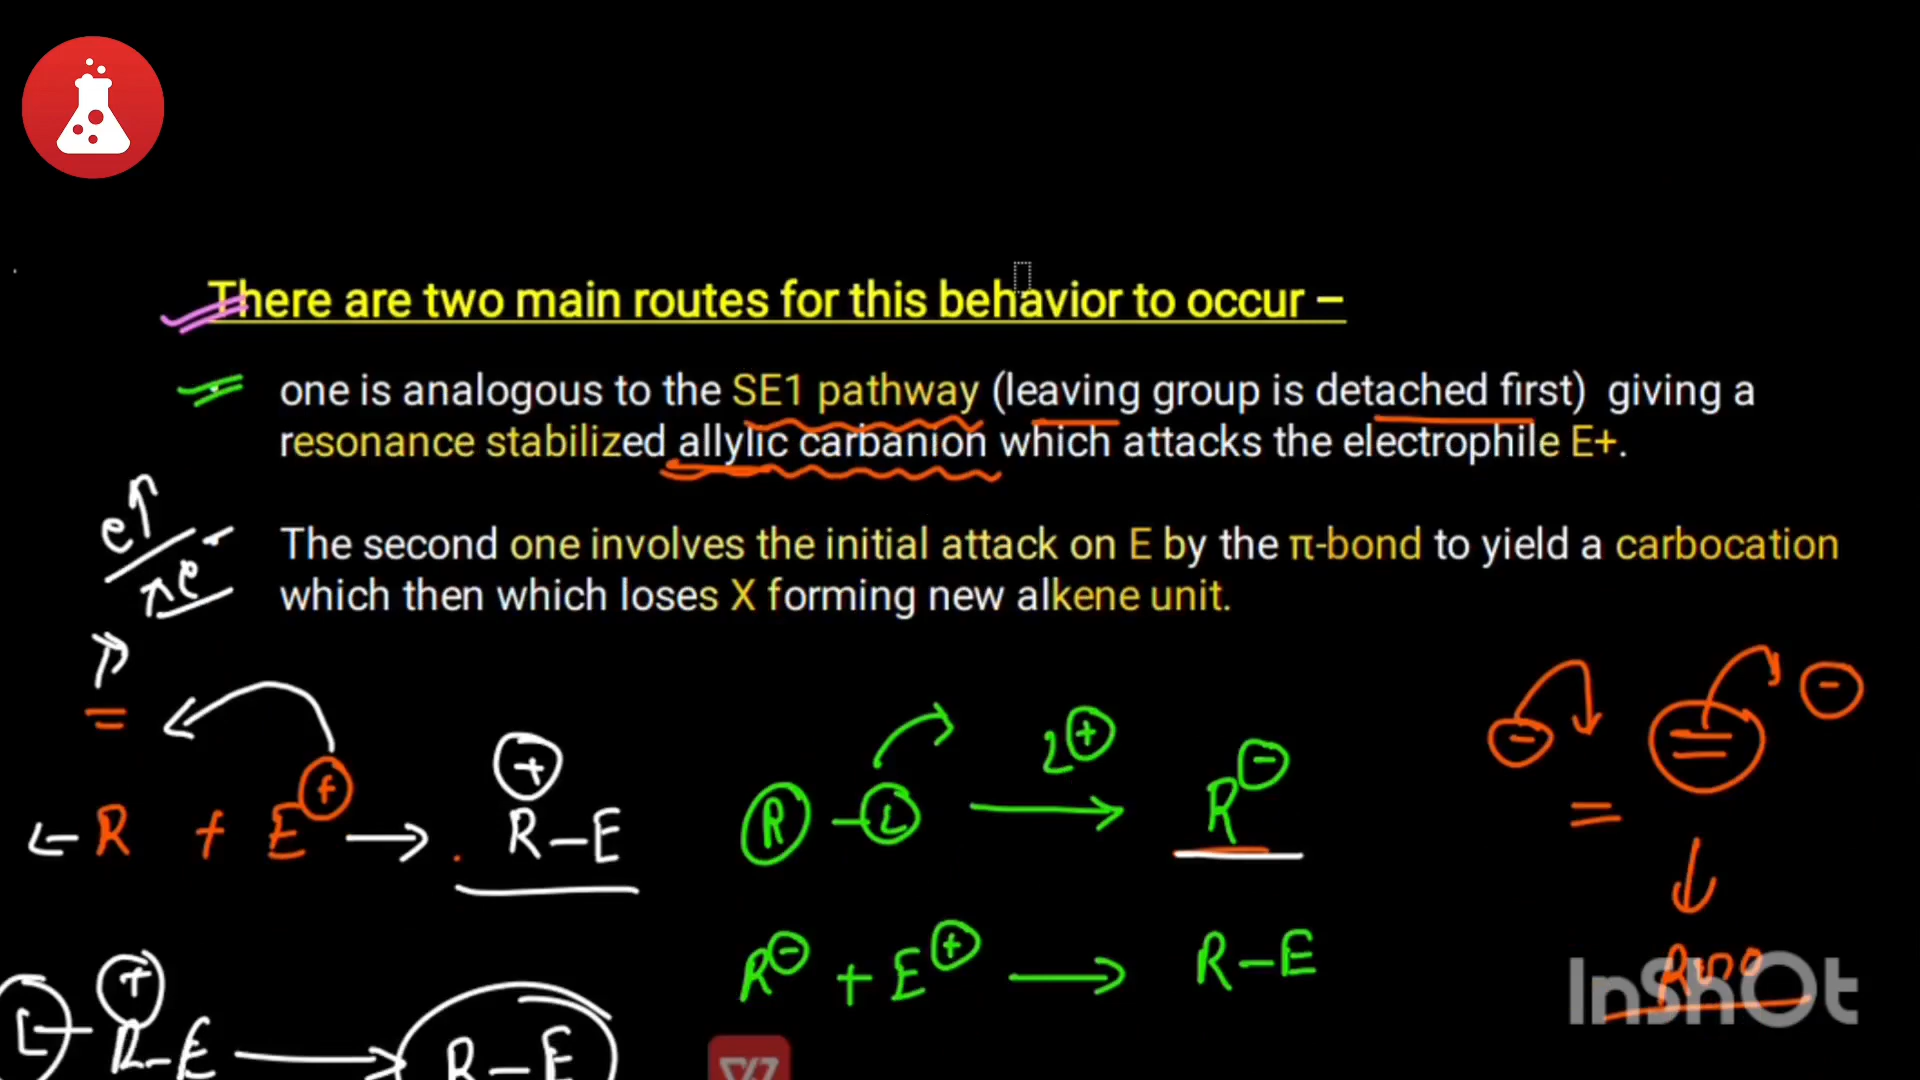 There are two main routes for this behavior to occur –
one is analogous to the SE1 pathway (leaving group is detached first) giving a
resonance stabilized allylic carbanion which attacks the electrophile E+.
The second one involves the initial attack on E by the π-bond to yield a carbocation
which then which loses X forming new alkene unit.
R + E⊕ → R–E ⊕
R–L → L⊕ R⊖
R⊖ + E⊕ → R–E
L–R–E ⊕ → R–E
InShOt